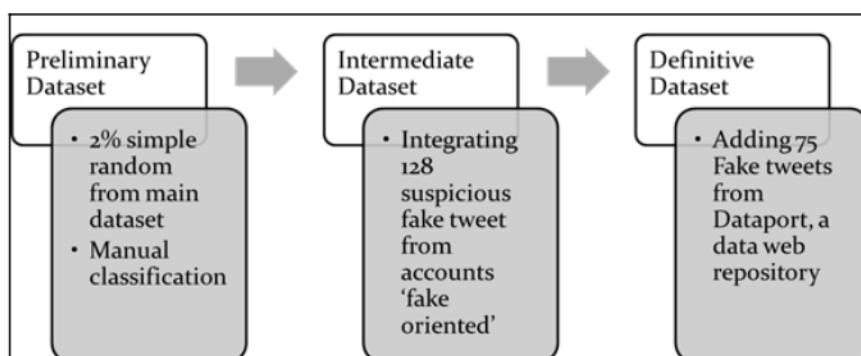 Preliminary
Dataset
• 2% simple
random
from main
dataset
• Manual
classification
Intermediate
Dataset
• Integrating
128
suspicious
fake tweet
from
accounts
‘fake
oriented’
Definitive
Dataset
• Adding 75
Fake tweets
from
Dataport, a
data web
repository